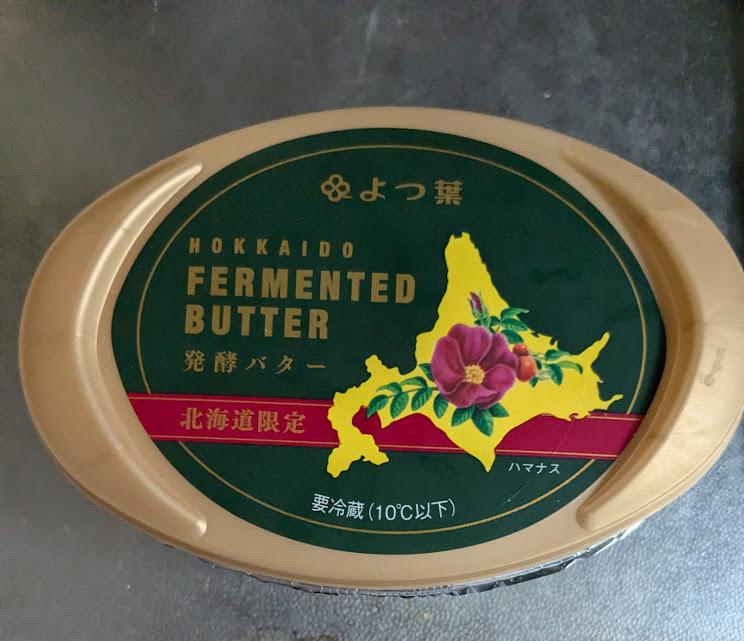 よつ葉
HOKKAIDO
FERMENTED
BUTTER
発酵バター
北海道限定
ハマナス
要冷蔵(10℃以下)